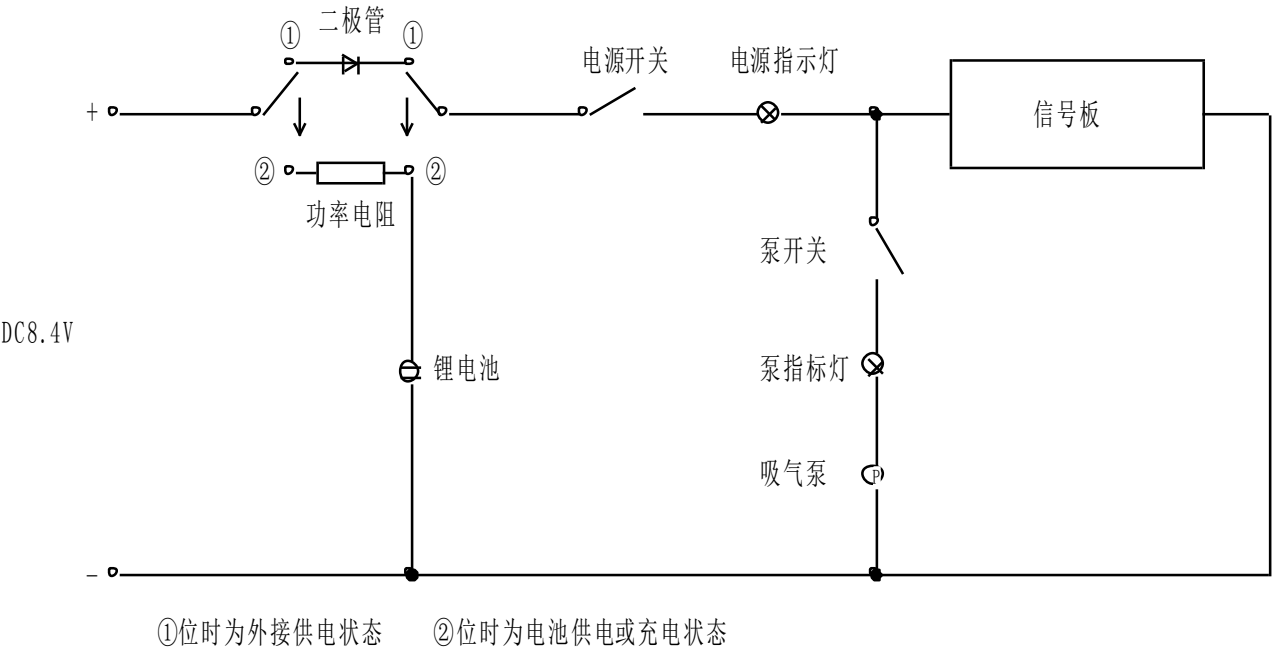 ① 二极管 ①
电源开关
电源指示灯
+
信号板
② ②
功率电阻
泵开关
DC8.4V
锂电池
泵指标灯
吸气泵
P
-
①位时为外接供电状态 ②位时为电池供电或充电状态